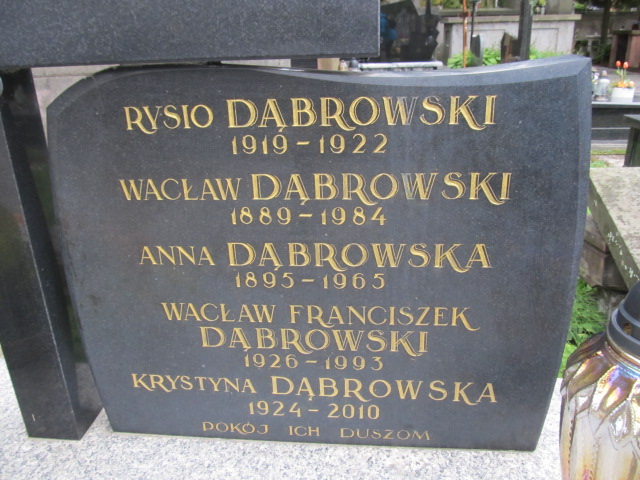 RYSIO DĄBROWSKI
1919-1922
WACŁAW DĄBROWSKI
1889-1984
ANNA DĄBROWSKA
1895-1965
WACŁAW FRANCISZEK
DĄBROWSKI
1926-1993
KRYSTYNA DĄBROWSKA
1924-2010
POKÓJ ICH DUSZOM